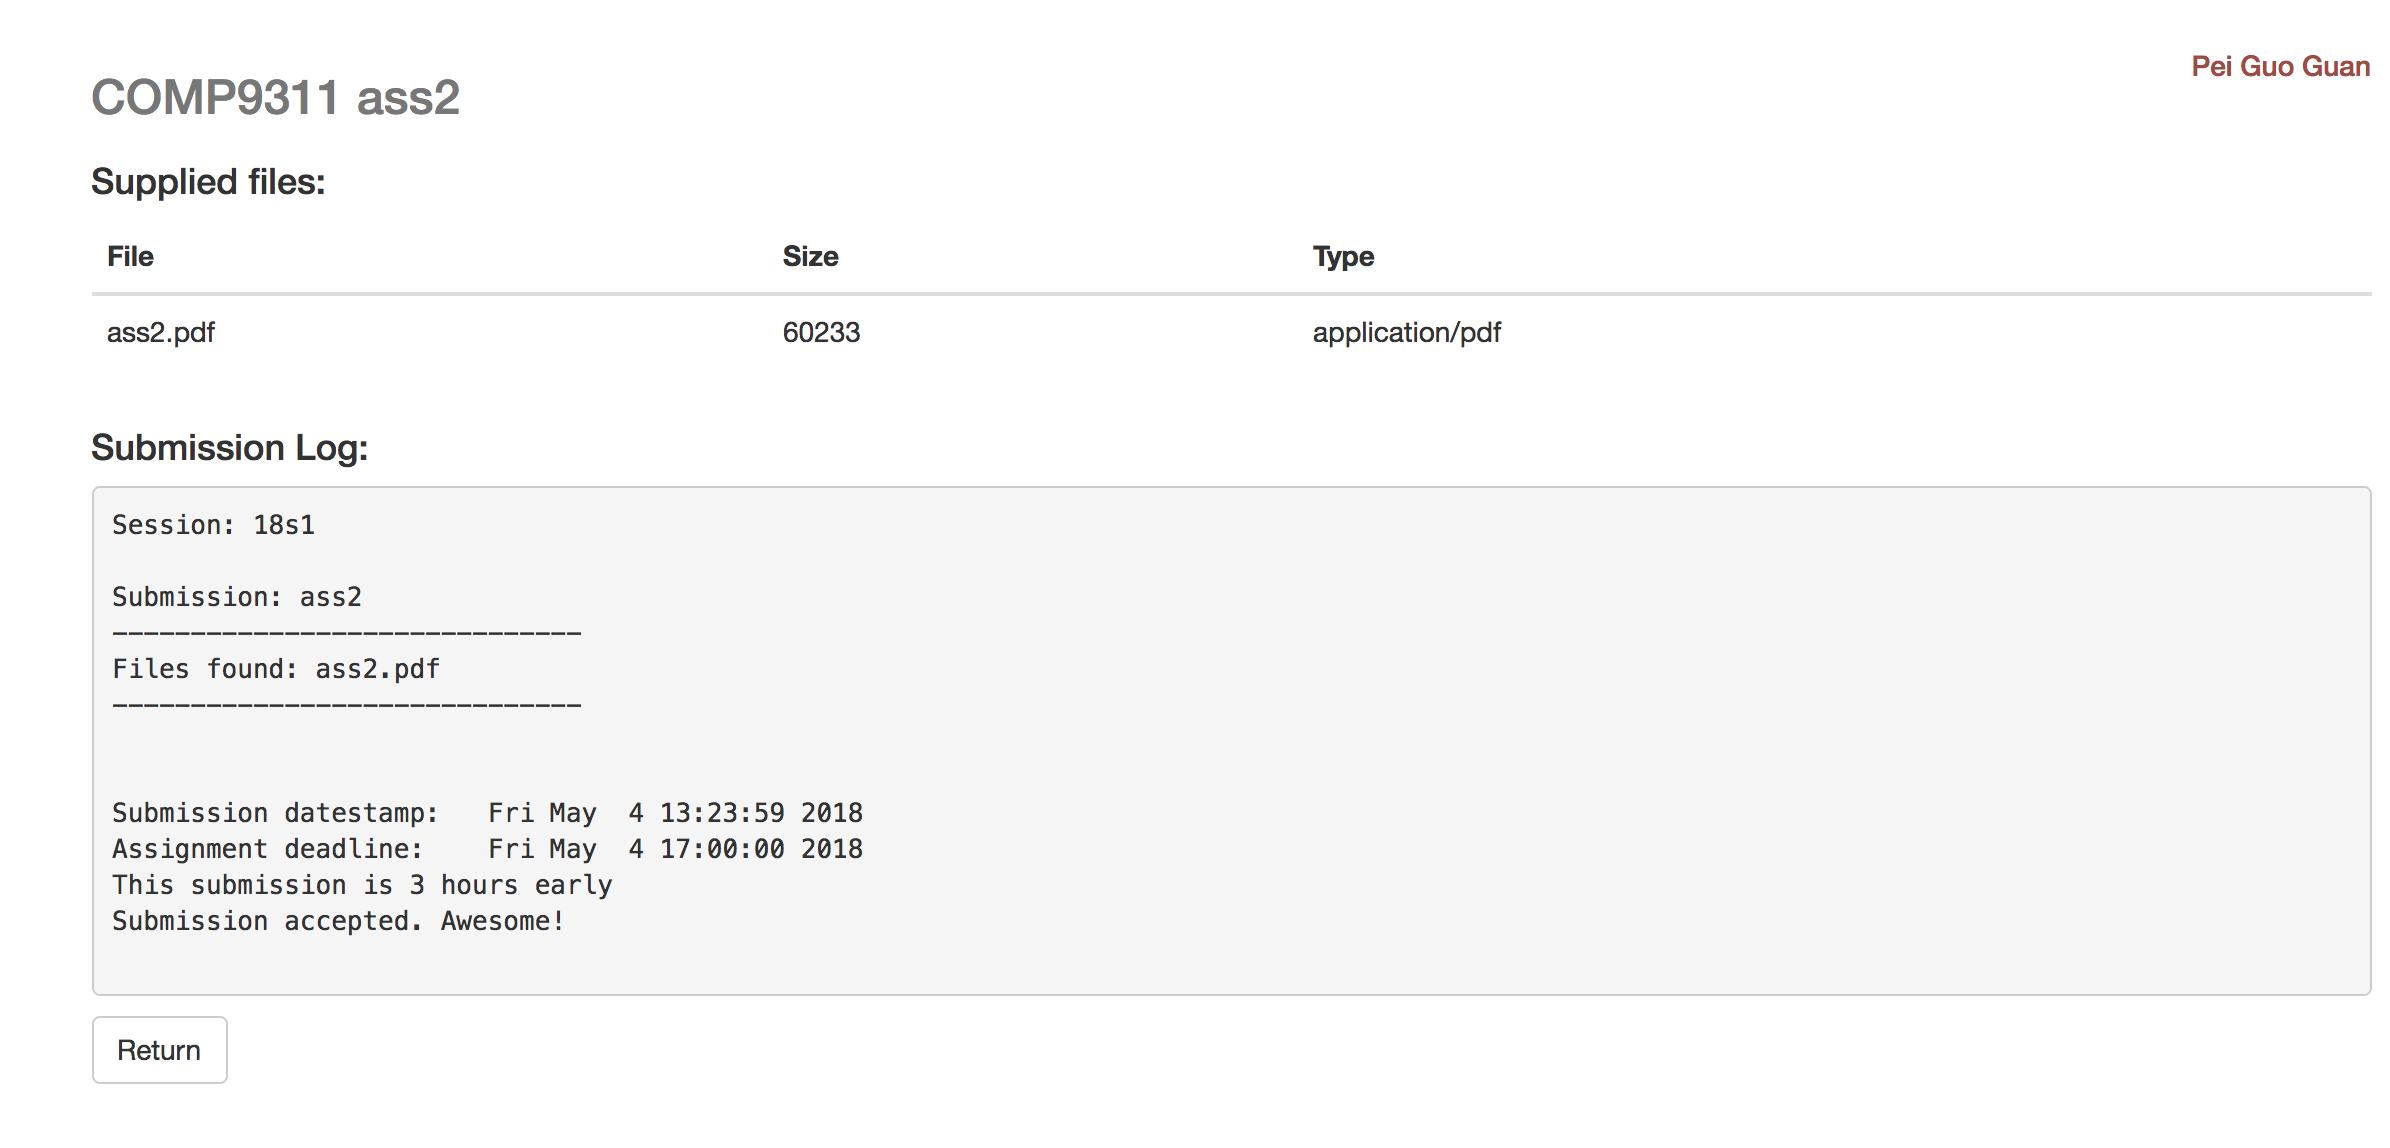 Pei Guo Guan
COMP9311 ass2
Supplied files:
File Size Type
ass2.pdf 60233 application/pdf
Submission Log:
Session: 18s1
Submission: ass2
------------------------------
Files found: ass2.pdf
------------------------------
Submission datestamp:   Fri May  4 13:23:59 2018
Assignment deadline:    Fri May  4 17:00:00 2018
This submission is 3 hours early
Submission accepted. Awesome!
Return